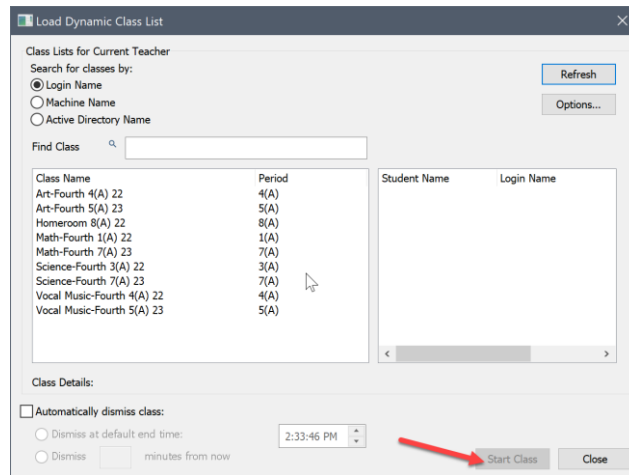 Load Dynamic Class List
Class Lists for Current Teacher
Search for classes by:
Login Name
Machine Name
Active Directory Name
Refresh
Options...
Find Class
Class Name Period
Art-Fourth 4(A) 22 4(A)
Art-Fourth 5(A) 23 5(A)
Homeroom 8(A) 22 8(A)
Math-Fourth 1(A) 22 1(A)
Math-Fourth 7(A) 23 7(A)
Science-Fourth 3(A) 22 3(A)
Science-Fourth 7(A) 23 7(A)
Vocal Music-Fourth 4(A) 22 4(A)
Vocal Music-Fourth 5(A) 23 5(A)
Student Name Login Name
Class Details:
Automatically dismiss class:
Dismiss at default end time: 2:33:46 PM
Dismiss minutes from now
Start Class Close